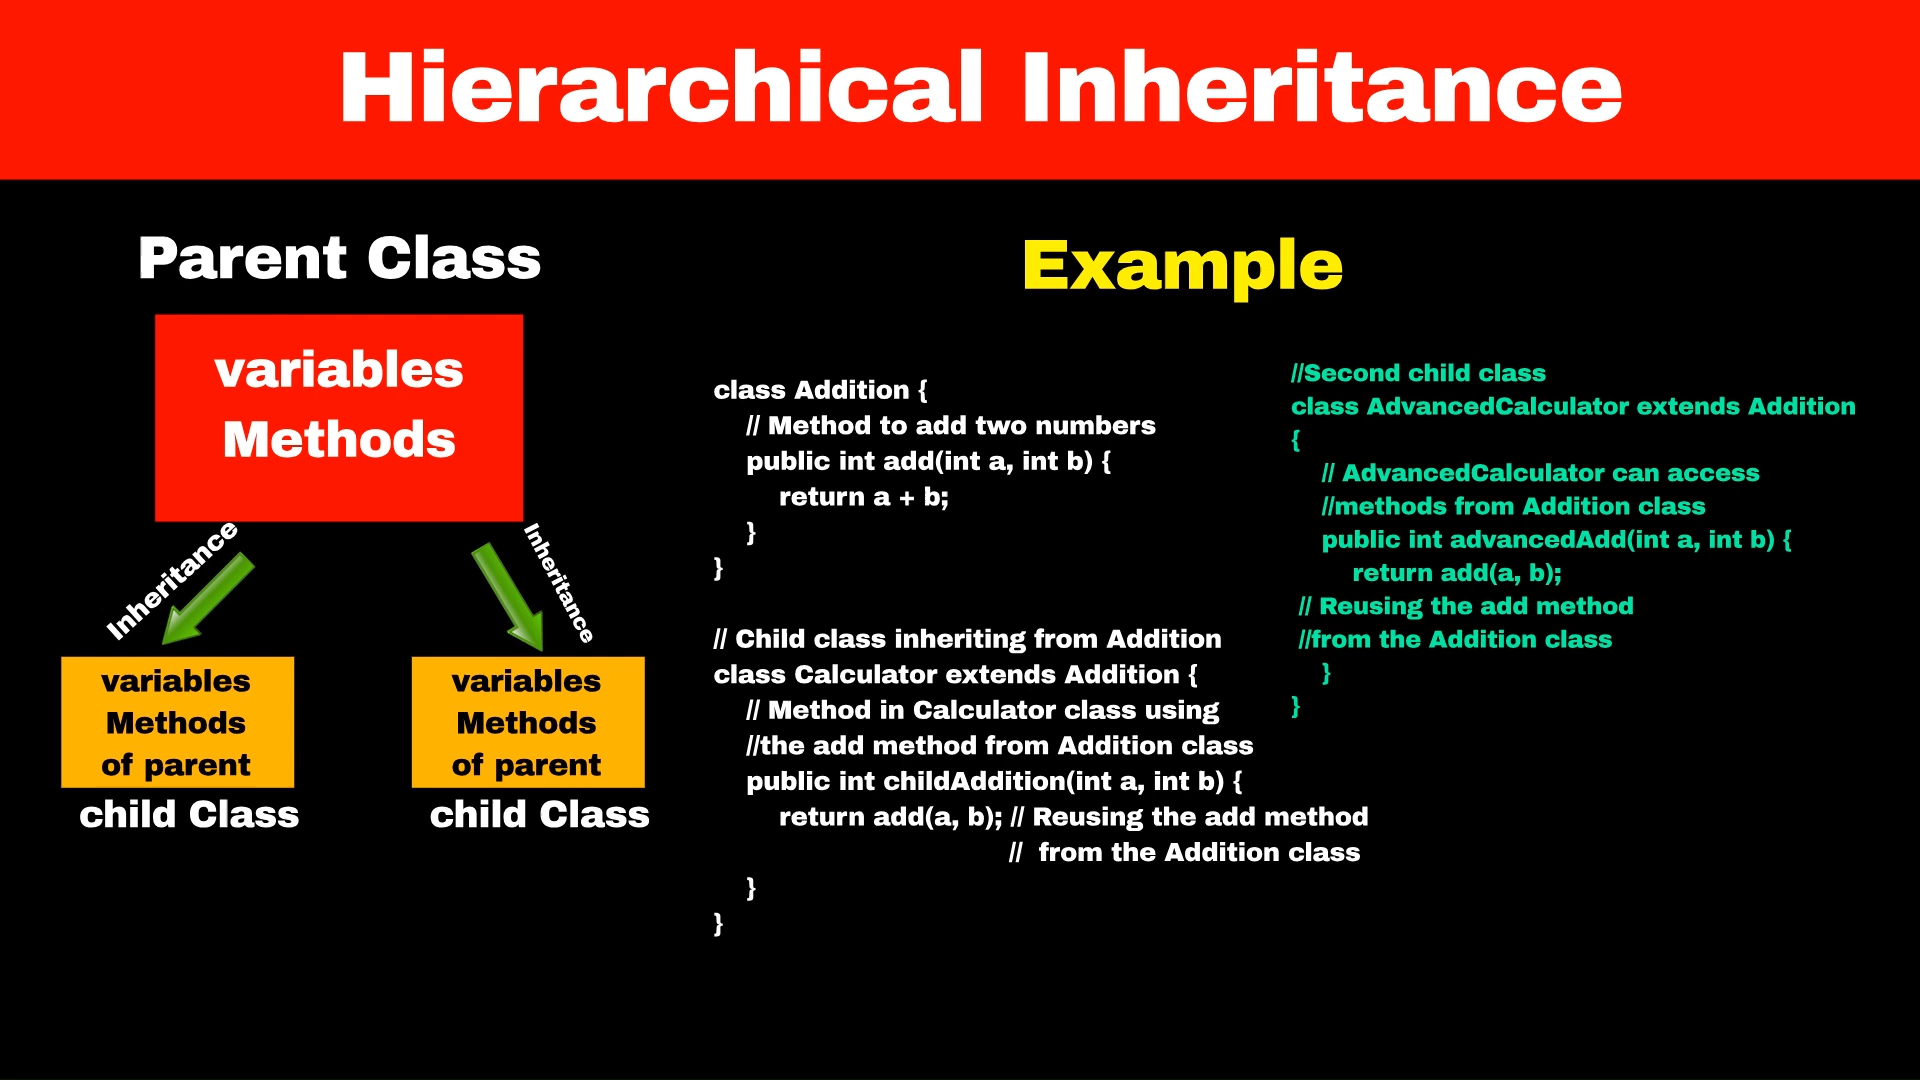 Hierarchical Inheritance
Parent Class
variables
Methods
Inheritance
Inheritance
variables
Methods
of parent
child Class
variables
Methods
of parent
child Class
Example
class Addition {
// Method to add two numbers
public int add(int a, int b) {
return a + b;
}
}
// Child class inheriting from Addition
class Calculator extends Addition {
// Method in Calculator class using
//the add method from Addition class
public int childAddition(int a, int b) {
return add(a, b); // Reusing the add method
// from the Addition class
}
}
//Second child class
class AdvancedCalculator extends Addition
{
// AdvancedCalculator can access
//methods from Addition class
public int advancedAdd(int a, int b) {
return add(a, b);
// Reusing the add method
//from the Addition class
}
}